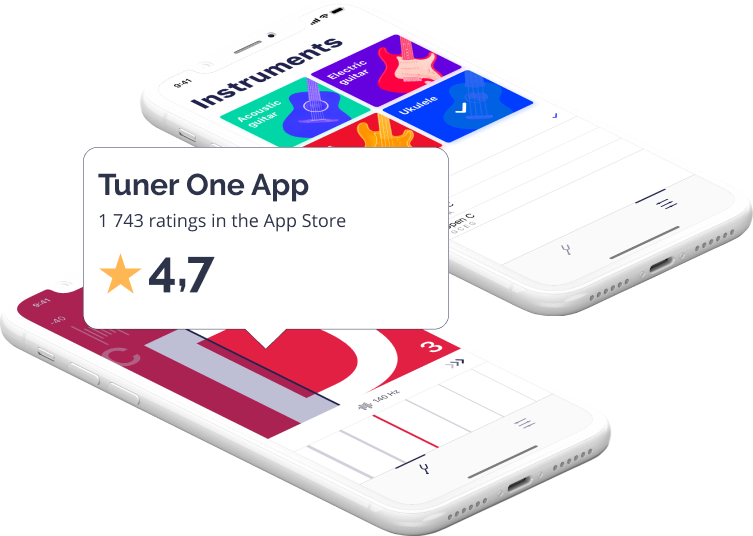 9:41
Instruments
Acoustic
guitar
Electric
guitar
Ukulele
Tuner One App
1 743 ratings in the App Store
4,7
Open C
G C E G
9:41
-40
3
140 Hz